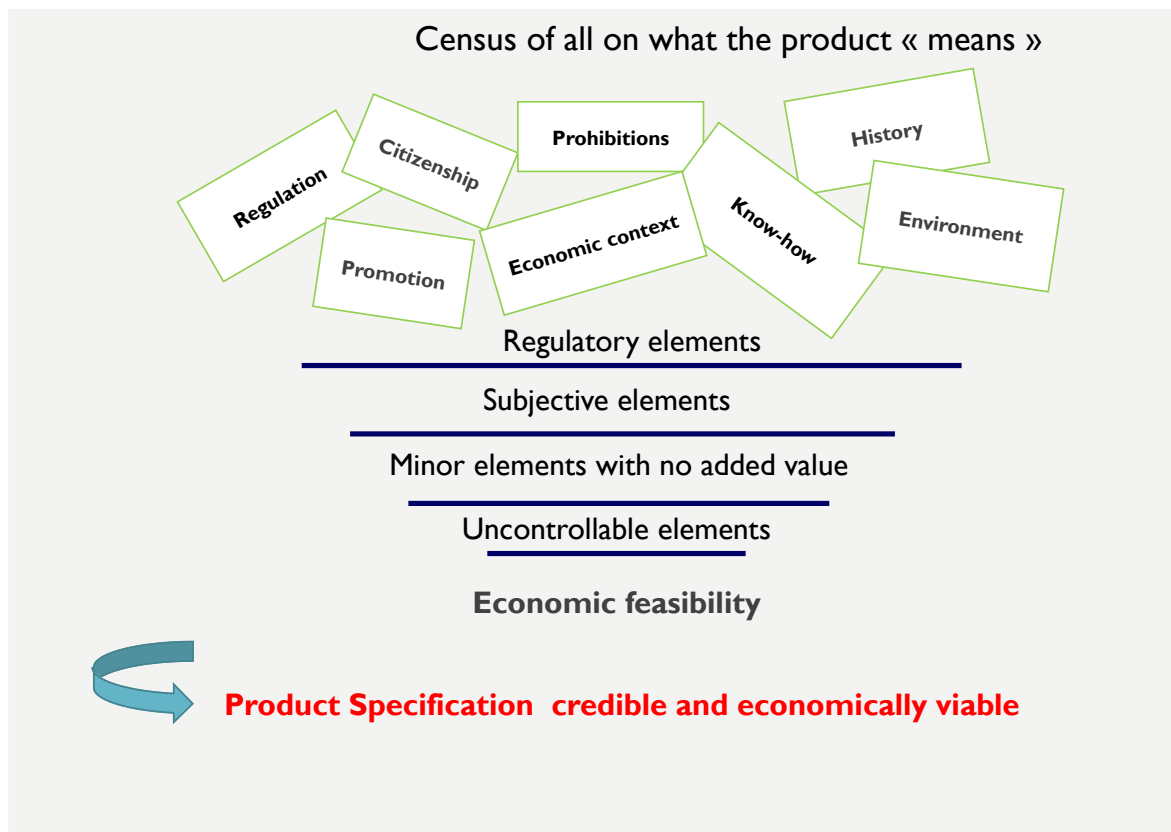 Census of all on what the product « means »
Regulation
Citizenship
Prohibitions
History
Promotion
Economic context
Know-how
Environment
Regulatory elements
Subjective elements
Minor elements with no added value
Uncontrollable elements
Economic feasibility
Product Specification credible and economically viable